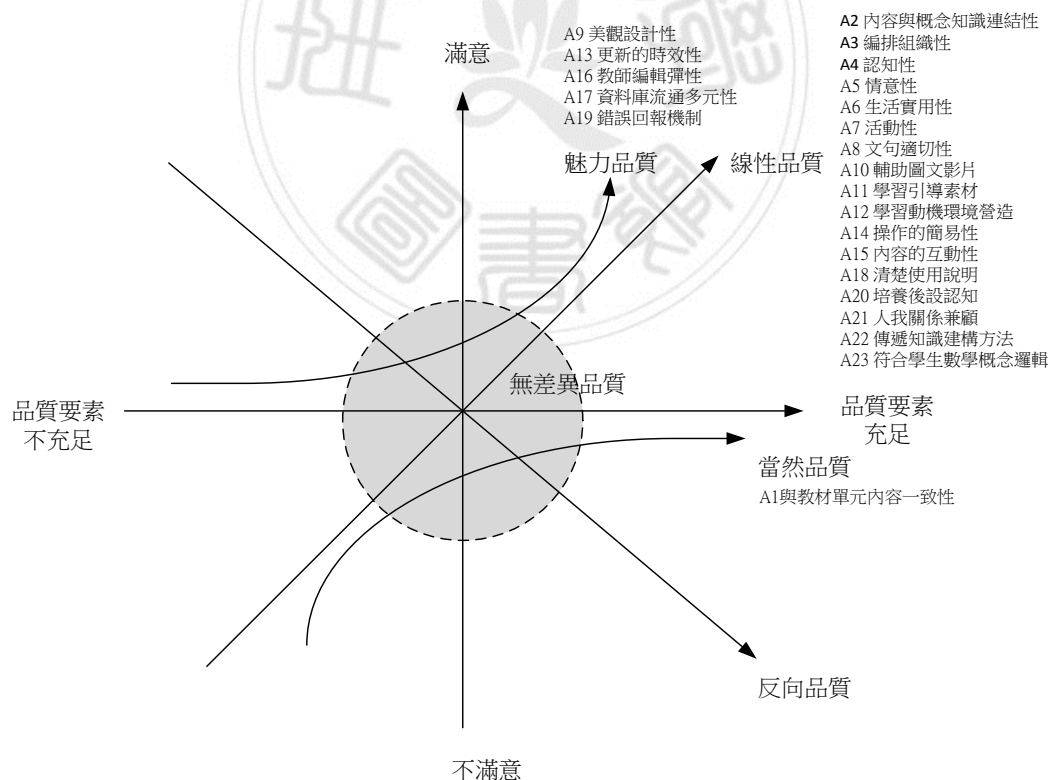 滿意
A9 美觀設計性
A13 更新的時效性
A16 教師編輯彈性
A17 資料庫流通多元性
A19 錯誤回報機制
魅力品質
線性品質
A2 內容與概念知識連結性
A3 編排組織性
A4 認知性
A5 情意性
A6 生活實用性
A7 活動性
A8 文句適切性
A10 輔助圖文影片
A11 學習引導素材
A12 學習動機環境營造
A14 操作的簡易性
A15 內容的互動性
A18 清楚使用說明
A20 培養後設認知
A21 人我關係兼顧
A22 傳遞知識建構方法
A23 符合學生數學概念邏輯
無差異品質
品質要素
不充足
品質要素
充足
當然品質
A1與教材單元內容一致性
反向品質
不滿意